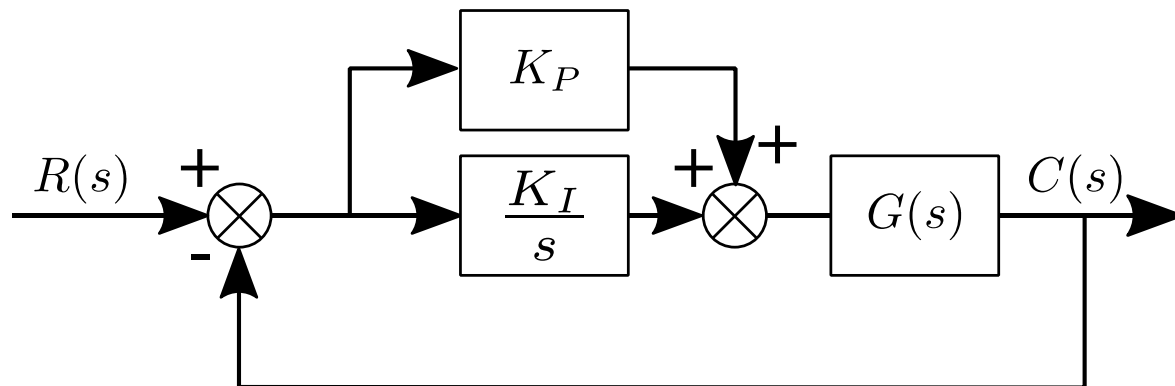 K_P
+
+
+
R(s)
K_I
s
G(s)
C(s)
-